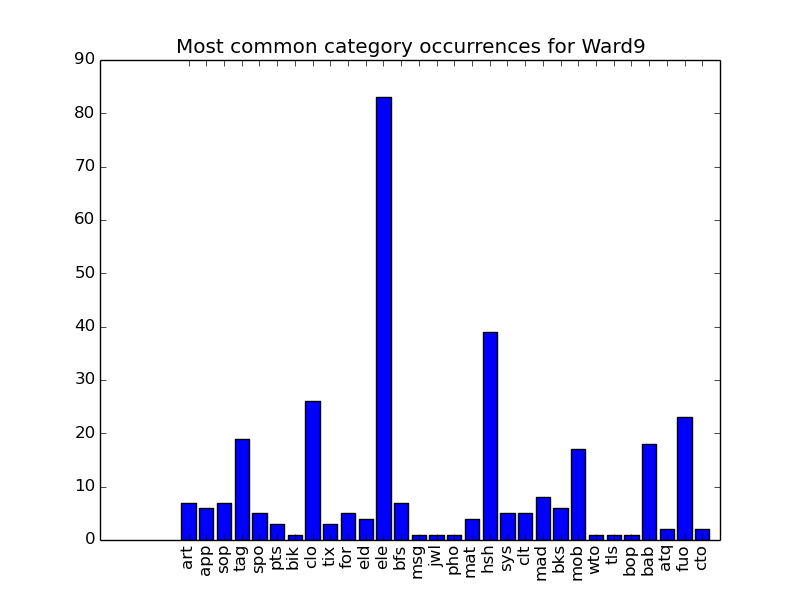 Most common category occurrences for Ward9
90
80
70
60
50
40
30
20
10
0
art
app
sop
tag
spo
pts
bik
clo
tix
for
eld
ele
bfs
msg
jwl
pho
mat
hsh
sys
clt
mad
bks
mob
wto
tls
bop
bab
atq
fuo
cto